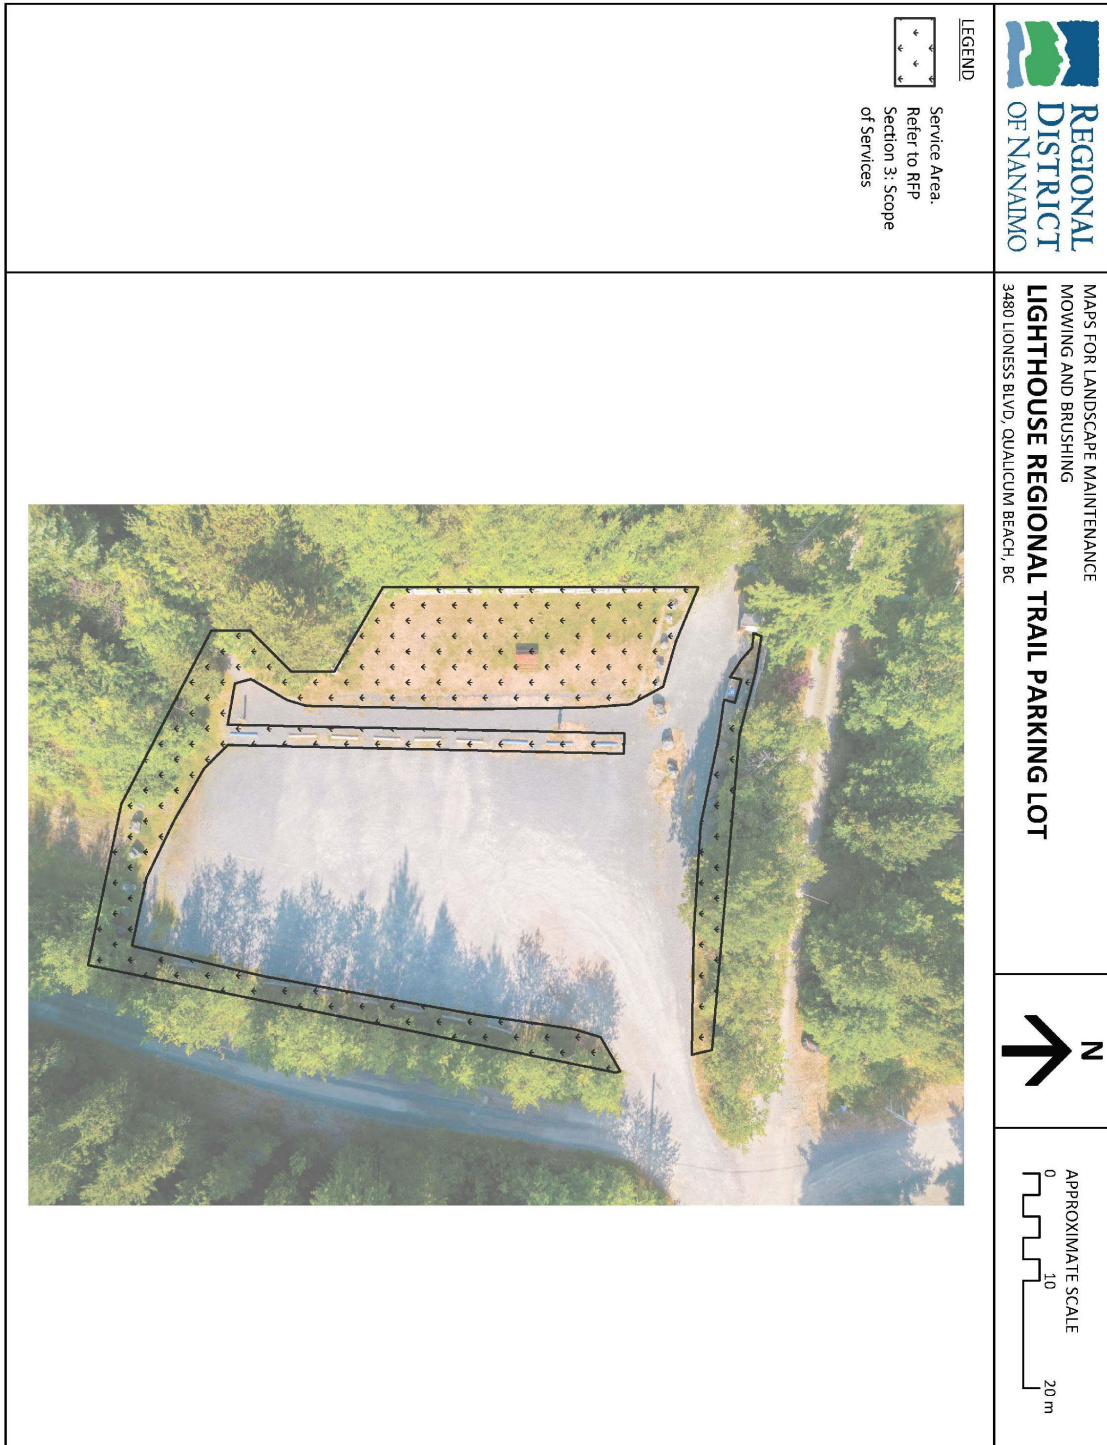 REGIONAL
DISTRICT
OF NANAIMO
MAPS FOR LANDSCAPE MAINTENANCE
MOWING AND BRUSHING
LIGHTHOUSE REGIONAL TRAIL PARKING LOT
3480 LIONESS BLVD, QUALICUM BEACH, BC
N
APPROXIMATE SCALE
0 10 20 m
LEGEND
Service Area.
Refer to RFP
Section 3: Scope
of Services